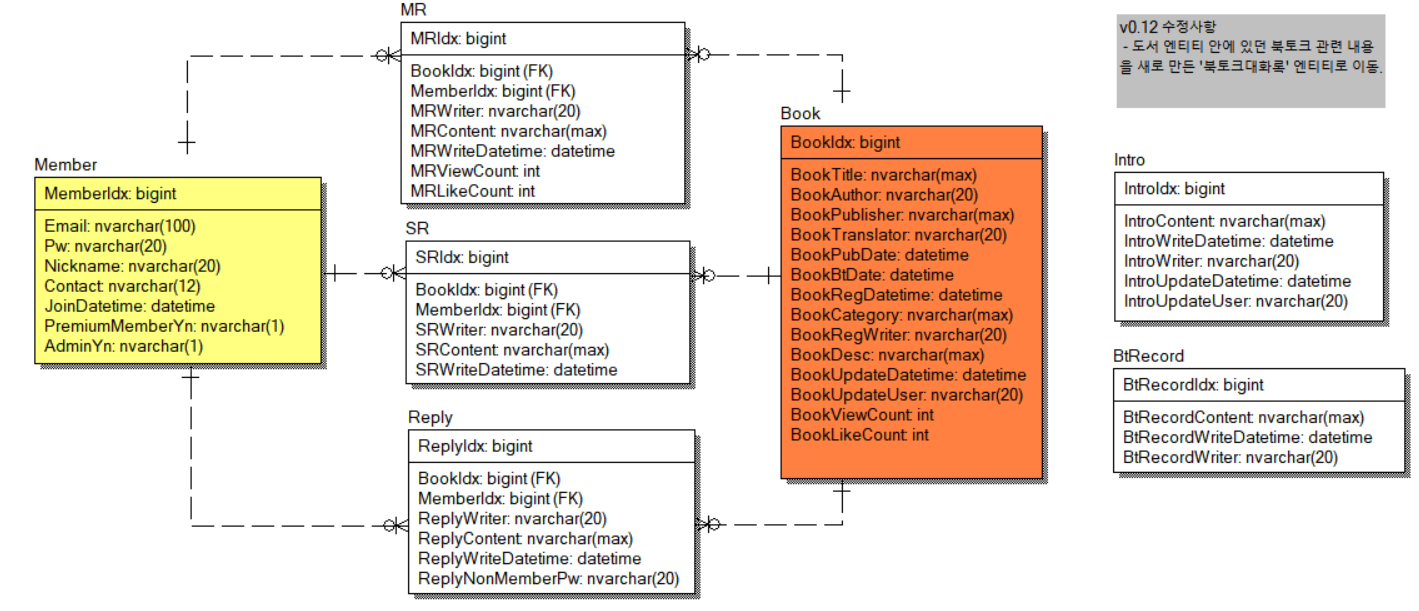 MR
MRIdx: bigint
BookIdx: bigint (FK)
MemberIdx: bigint (FK)
MRWriter: nvarchar(20)
MRContent: nvarchar(max)
MRWriteDatetime: datetime
MRViewCount: int
MRLikeCount: int
v0.12 수정사항
- 도서 엔티티 안에 있던 북토크 관련 내용
을 새로 만든 '북토크대화록' 엔티티로 이동.
Member
MemberIdx: bigint
Email: nvarchar(100)
Pw: nvarchar(20)
Nickname: nvarchar(20)
Contact: nvarchar(12)
JoinDatetime: datetime
PremiumMemberYn: nvarchar(1)
AdminYn: nvarchar(1)
SR
SRIdx: bigint
BookIdx: bigint (FK)
MemberIdx: bigint (FK)
SRWriter: nvarchar(20)
SRContent: nvarchar(max)
SRWriteDatetime: datetime
Reply
ReplyIdx: bigint
BookIdx: bigint (FK)
MemberIdx: bigint (FK)
ReplyWriter: nvarchar(20)
ReplyContent: nvarchar(max)
ReplyWriteDatetime: datetime
ReplyNonMemberPw: nvarchar(20)
Book
BookIdx: bigint
BookTitle: nvarchar(max)
BookAuthor: nvarchar(20)
BookPublisher: nvarchar(max)
BookTranslator: nvarchar(20)
BookPubDate: datetime
BookBtDate: datetime
BookRegDatetime: datetime
BookCategory: nvarchar(max)
BookRegWriter: nvarchar(20)
BookDesc: nvarchar(max)
BookUpdateDatetime: datetime
BookUpdateUser: nvarchar(20)
BookViewCount: int
BookLikeCount: int
Intro
IntroIdx: bigint
IntroContent: nvarchar(max)
IntroWriteDatetime: datetime
IntroWriter: nvarchar(20)
IntroUpdateDatetime: datetime
IntroUpdateUser: nvarchar(20)
BtRecord
BtRecordIdx: bigint
BtRecordContent: nvarchar(max)
BtRecordWriteDatetime: datetime
BtRecordWriter: nvarchar(20)